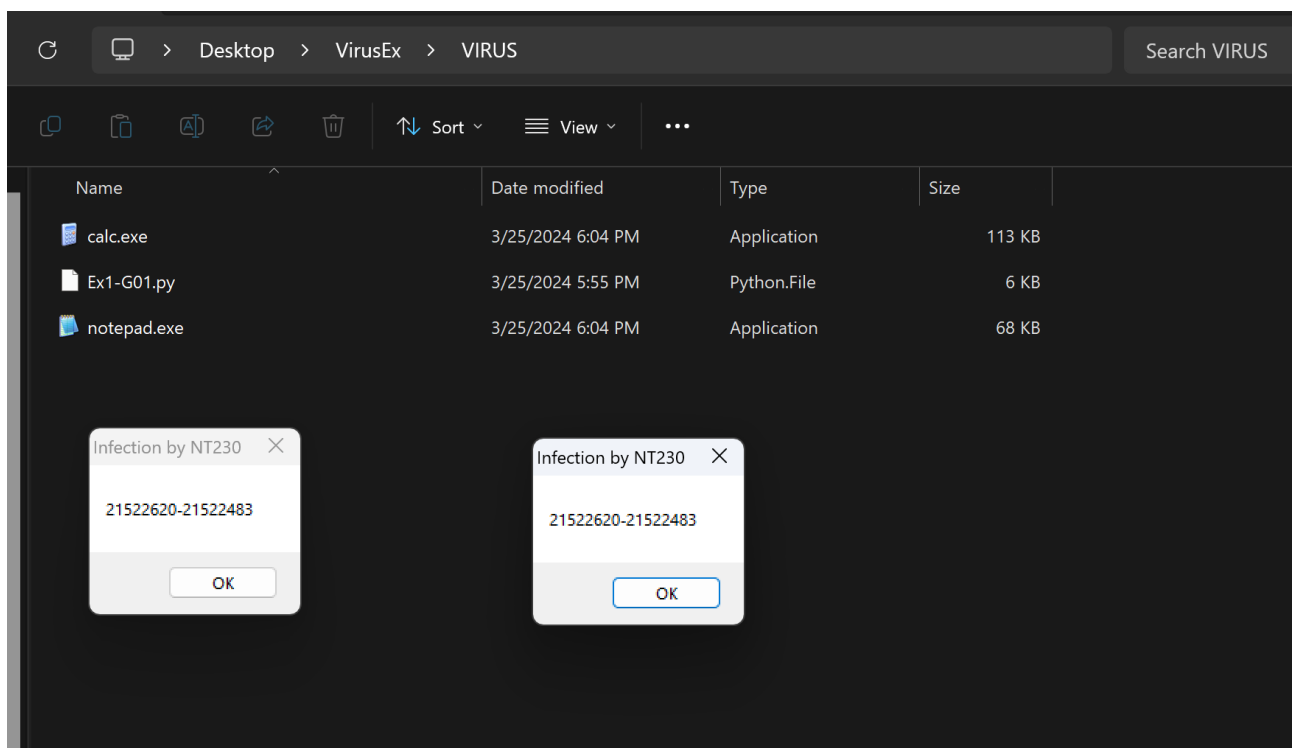 Desktop > VirusEx > VIRUS
Search VIRUS
Sort
View
Name Date modified Type Size
calc.exe 3/25/2024 6:04 PM Application 113 KB
Ex1-G01.py 3/25/2024 5:55 PM Python.File 6 KB
notepad.exe 3/25/2024 6:04 PM Application 68 KB
Infection by NT230
21522620-21522483
OK
Infection by NT230
21522620-21522483
OK